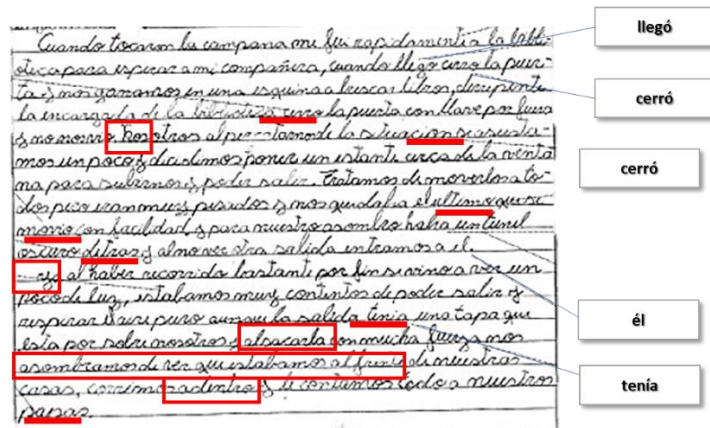 Cuando tocaron la campana me fui rapidamente a la bibli-
oteca para esperar a mi compañera, cuando llego cerro la puer-
ta y nos ganamos en una esquina a buscar libros, derrepente
la encargada de la biblioteca cerro la puerta con llave por fuera
y no nos vio. Nosotros al percatarnos de la situacion se asusta-
mos un poco y dicidimos poner un estante cerca de la venta
na para subirnos y poder salir. Tratamos de moverlos a to-
dos pero eran muy pesados y nos quedaba el ultimo que se
movio con facilidad, y para nuestro asombro habia un tunel
oscuro detras y al no ver otra salida entramos a el.
y al haber recorrido bastante por fin se vino a ver un
poco de luz, estabamos muy contentos de poder salir y
respirar aire puro aunque la salida tenia una tapa que
esta por sobre nosotros y alsacarla con mucha fuerza nos
asombramos de ver que estabamos al frente de nuestras
casas, corrimos adentro y le contamos todo a nuestros
papas.
llegó
cerró
cerró
él
tenía